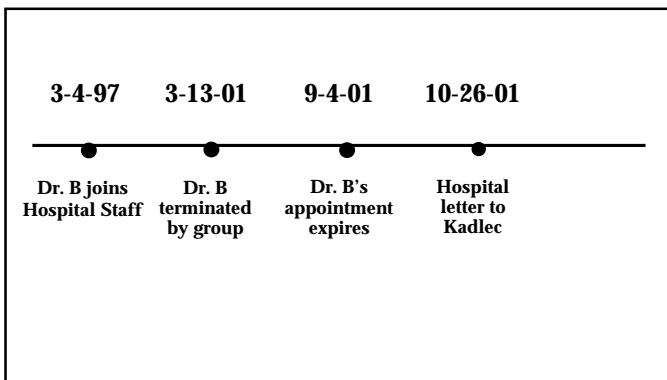 3-4-97 3-13-01 9-4-01 10-26-01
Dr. B joins
Hospital Staff
Dr. B
terminated
by group
Dr. B’s
appointment
expires
Hospital
letter to
Kadlec